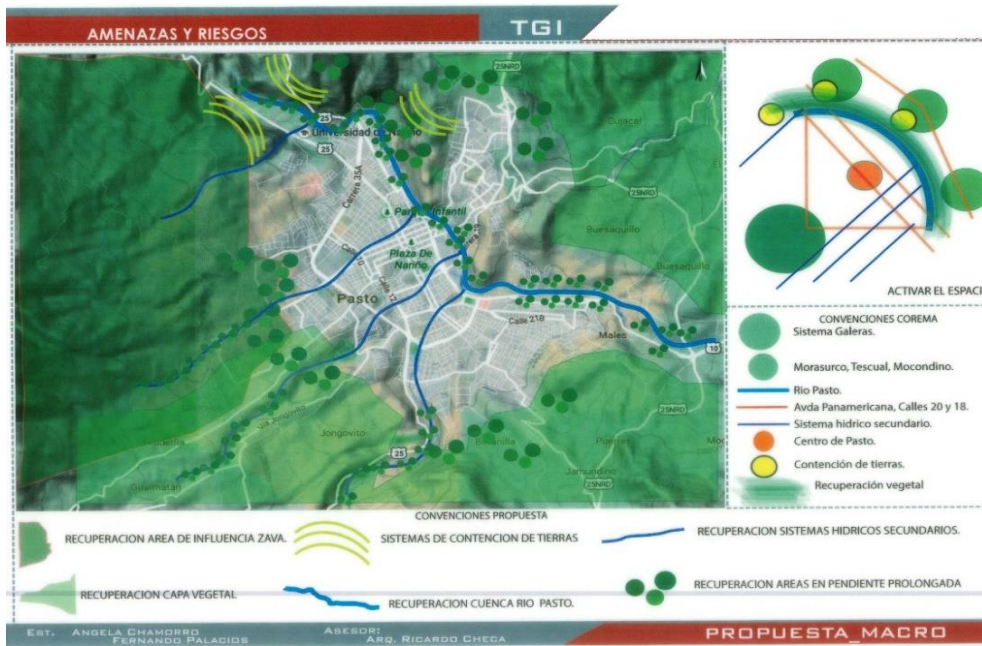 AMENAZAS Y RIESGOS
TGI
25NRD
Cujacal
25
Universidad de Nariño
25
Carrera 35A
25NRD
Parque Infantil
Buesaquillo
Plaza De
Nariño
Buesaquillo
Pasto
Calle 12
Calle 21B
Males
10
25NRD
Jongovito
25
Puerres
Jamundino
25NRD
Gualmatán
ACTIVAR EL ESPACI
CONVENCIONES COREMA
Sistema Galeras.
Morasurco, Tescual, Mocondino.
Rio Pasto.
Avda Panamericana, Calles 20 y 18.
Sistema hidrico secundario.
Centro de Pasto.
Contención de tierras.
Recuperación vegetal
CONVENCIONES PROPUESTA
RECUPERACION AREA DE INFLUENCIA ZAVA.
SISTEMAS DE CONTENCION DE TIERRAS
RECUPERACION SISTEMAS HIDRICOS SECUNDARIOS.
RECUPERACION CAPA VEGETAL
RECUPERACION CUENCA RIO PASTO.
RECUPERACION AREAS EN PENDIENTE PROLONGADA
EST. ANGELA CHAMORRO
FERNANDO PALACIOS
ASESOR:
ARQ. RICARDO CHECA
PROPUESTA_MACRO